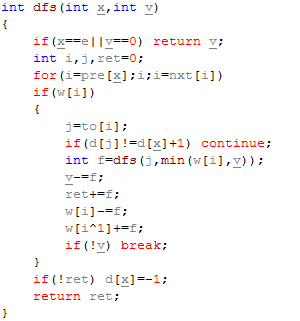 int dfs(int x,int v)
{
if(x==e||v==0) return v;
int i,j,ret=0;
for(i=pre[x];i;i=nxt[i])
if(w[i])
{
j=to[i];
if(d[j]!=d[x]+1) continue;
int f=dfs(j,min(w[i],v));
v-=f;
ret+=f;
w[i]-=f;
w[i^1]+=f;
if(!v) break;
}
if(!ret) d[x]=-1;
return ret;
}